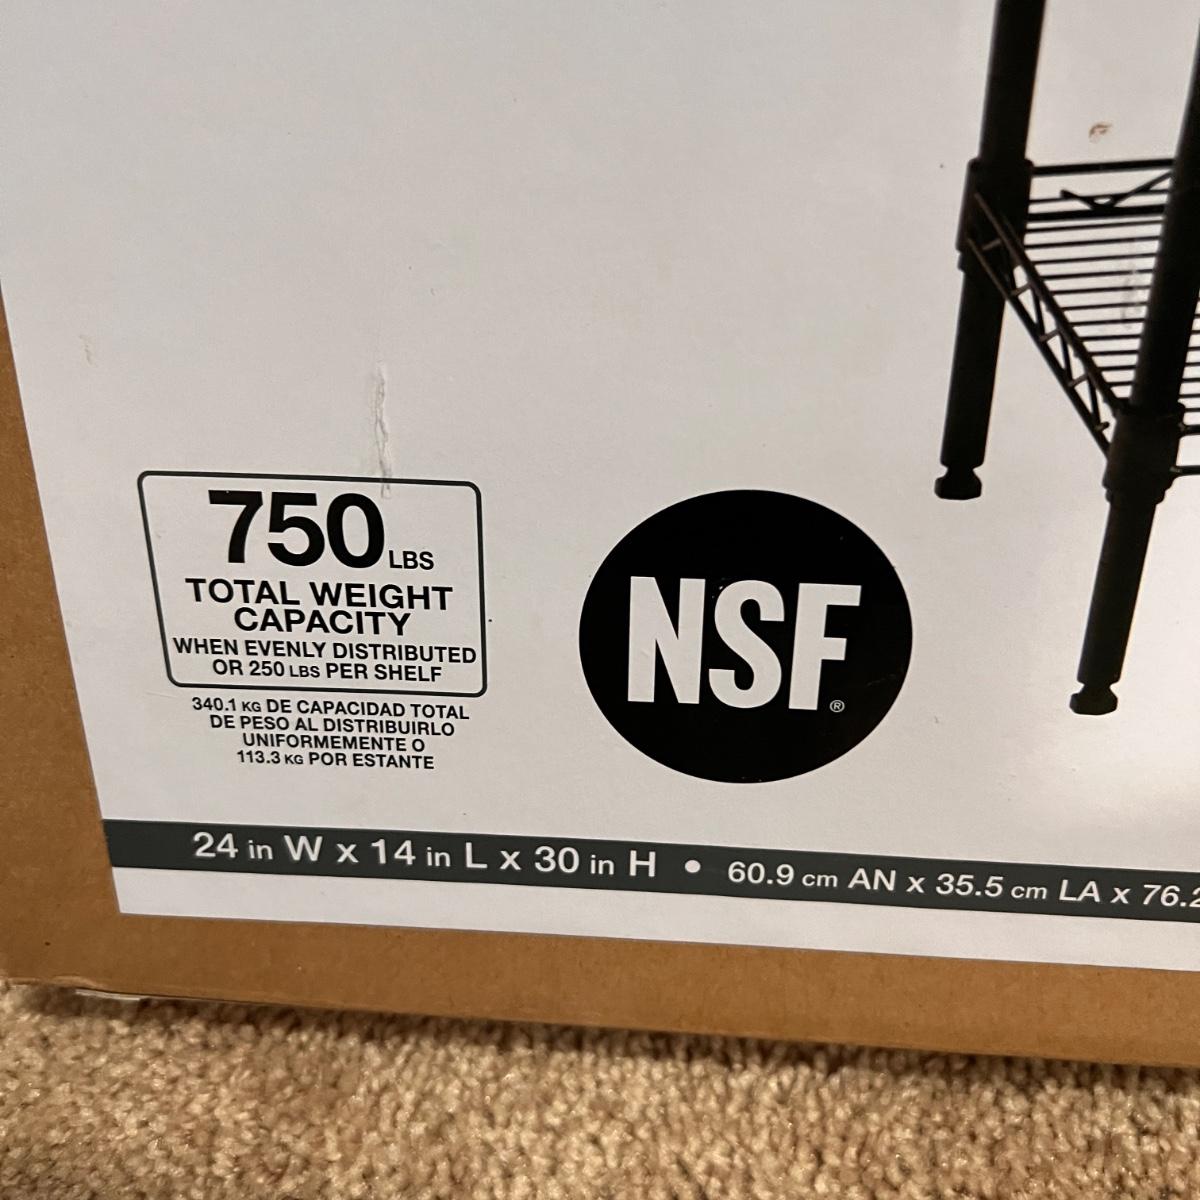 750 LBS
TOTAL WEIGHT
CAPACITY
WHEN EVENLY DISTRIBUTED
OR 250 LBS PER SHELF
340.1 KG DE CAPACIDAD TOTAL
DE PESO AL DISTRIBUIRLO
UNIFORMEMENTE O
113.3 KG POR ESTANTE
NSF®
24 in W x 14 in L x 30 in H • 60.9 cm AN x 35.5 cm LA x 76.2